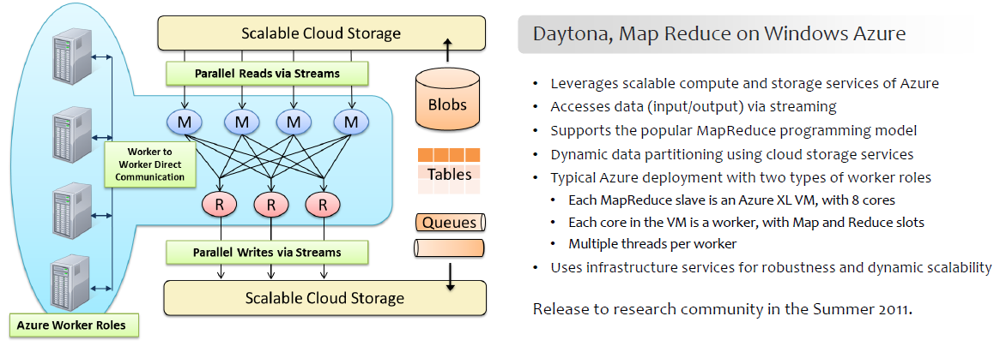 Scalable Cloud Storage
Parallel Reads via Streams
M M M M
Worker to
Worker Direct
Communication
R R R
Parallel Writes via Streams
Scalable Cloud Storage
Azure Worker Roles
Blobs
Tables
Queues
Daytona, Map Reduce on Windows Azure
• Leverages scalable compute and storage services of Azure
• Accesses data (input/output) via streaming
• Supports the popular MapReduce programming model
• Dynamic data partitioning using cloud storage services
• Typical Azure deployment with two types of worker roles
• Each MapReduce slave is an Azure XL VM, with 8 cores
• Each core in the VM is a worker, with Map and Reduce slots
• Multiple threads per worker
• Uses infrastructure services for robustness and dynamic scalability
Release to research community in the Summer 2011.